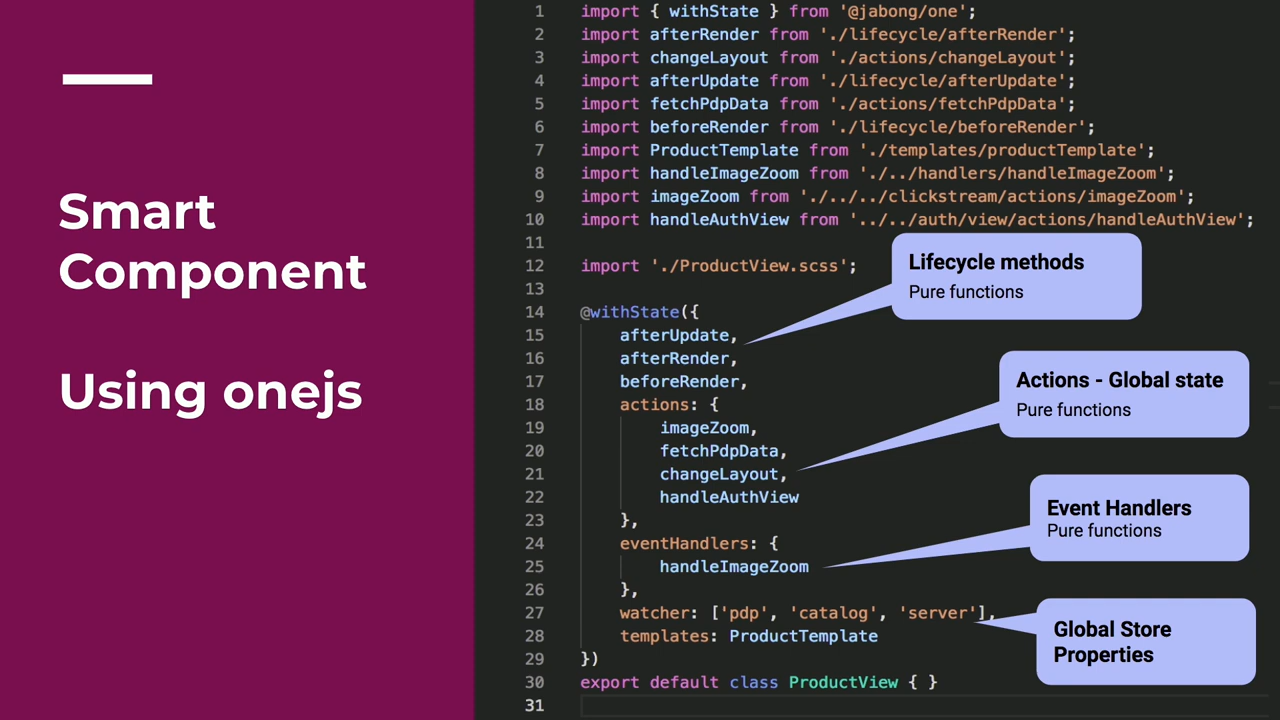 Smart
Component
Using onejs
1 import { withState } from '@jabong/one';
2 import afterRender from './lifecycle/afterRender';
3 import changeLayout from './actions/changeLayout';
4 import afterUpdate from './lifecycle/afterUpdate';
5 import fetchPdpData from './actions/fetchPdpData';
6 import beforeRender from './lifecycle/beforeRender';
7 import ProductTemplate from './templates/productTemplate';
8 import handleImageZoom from './../handlers/handleImageZoom';
9 import imageZoom from './../../clickstream/actions/imageZoom';
10 import handleAuthView from '../../auth/view/actions/handleAuthView';
11
12 import './ProductView.scss';
13
14 @withState({
15 afterUpdate,
16 afterRender,
17 beforeRender,
18 actions: {
19 imageZoom,
20 fetchPdpData,
21 changeLayout,
22 handleAuthView
23 },
24 eventHandlers: {
25 handleImageZoom
26 },
27 watcher: ['pdp', 'catalog', 'server'],
28 templates: ProductTemplate
29 })
30 export default class ProductView { }
31
Lifecycle methods
Pure functions
Actions - Global state
Pure functions
Event Handlers
Pure functions
Global Store
Properties